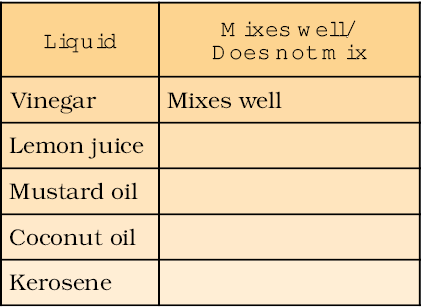 Liquid
Mixes well/
Does not mix
Vinegar
Mixes well
Lemon juice
Mustard oil
Coconut oil
Kerosene